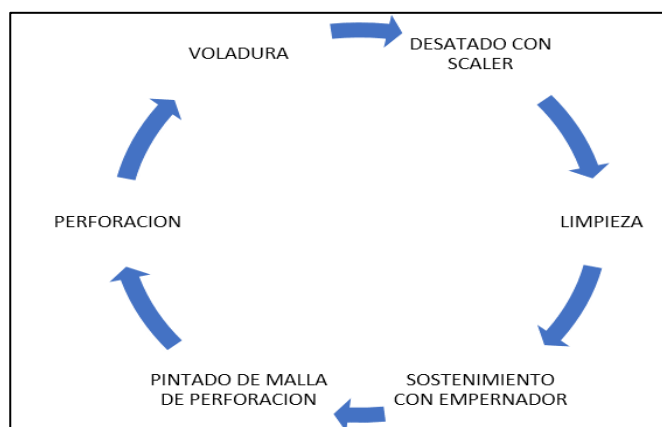 VOLADURA
DESATADO CON
SCALER
LIMPIEZA
SOSTENIMIENTO
CON EMPERNADOR
PINTADO DE MALLA
DE PERFORACION
PERFORACION